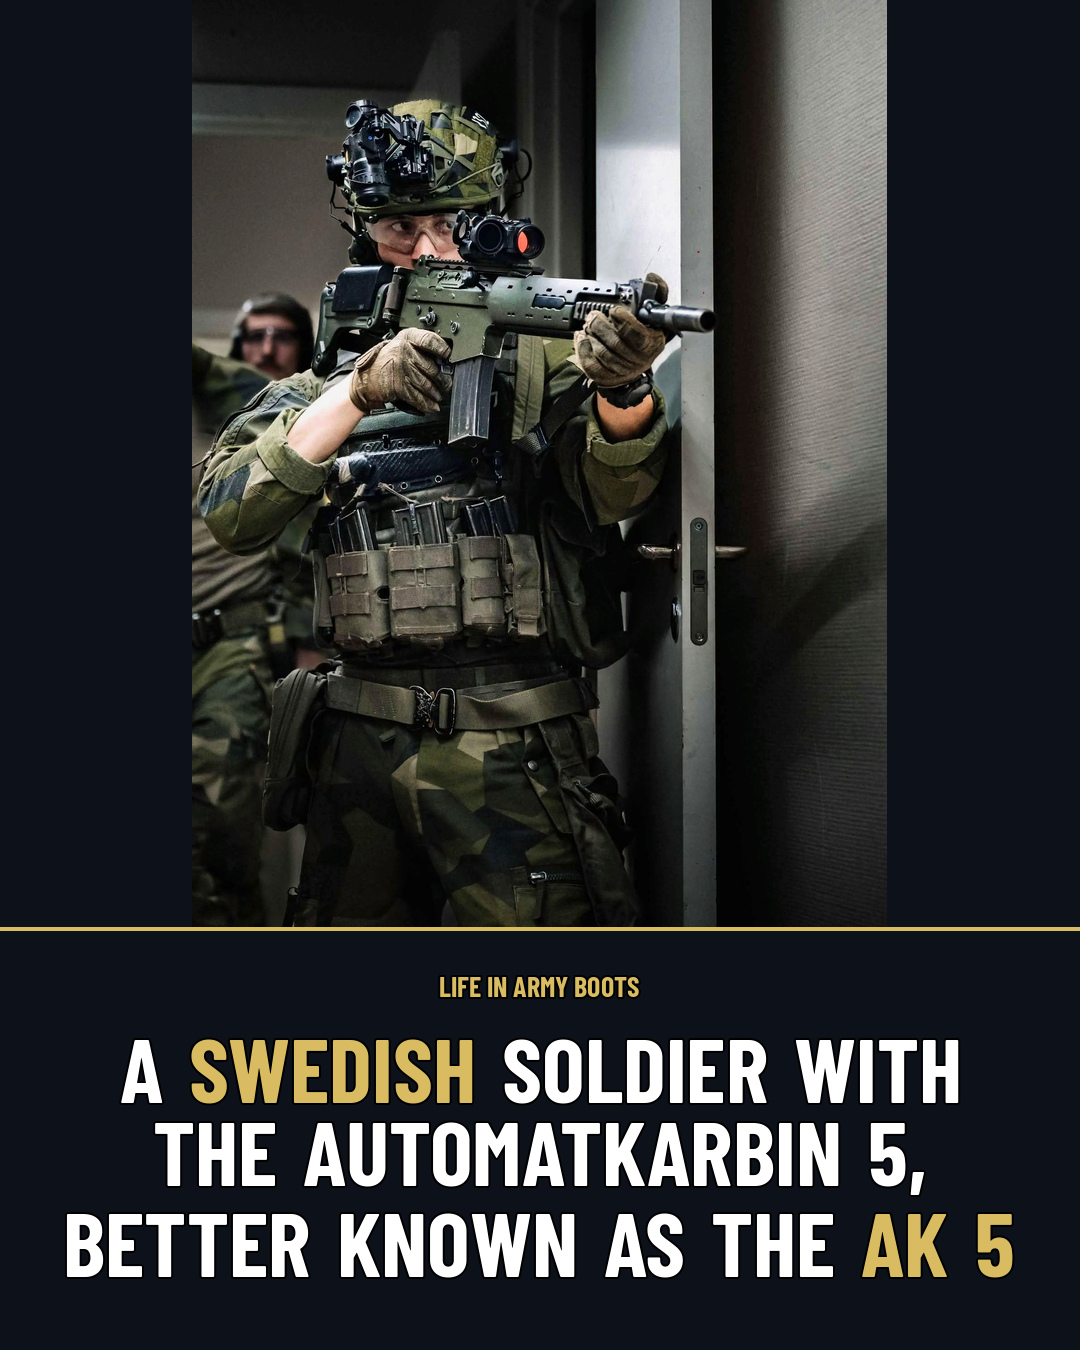 LIFE IN ARMY BOOTS
A SWEDISH SOLDIER WITH
THE AUTOMATKARBIN 5,
BETTER KNOWN AS THE AK 5